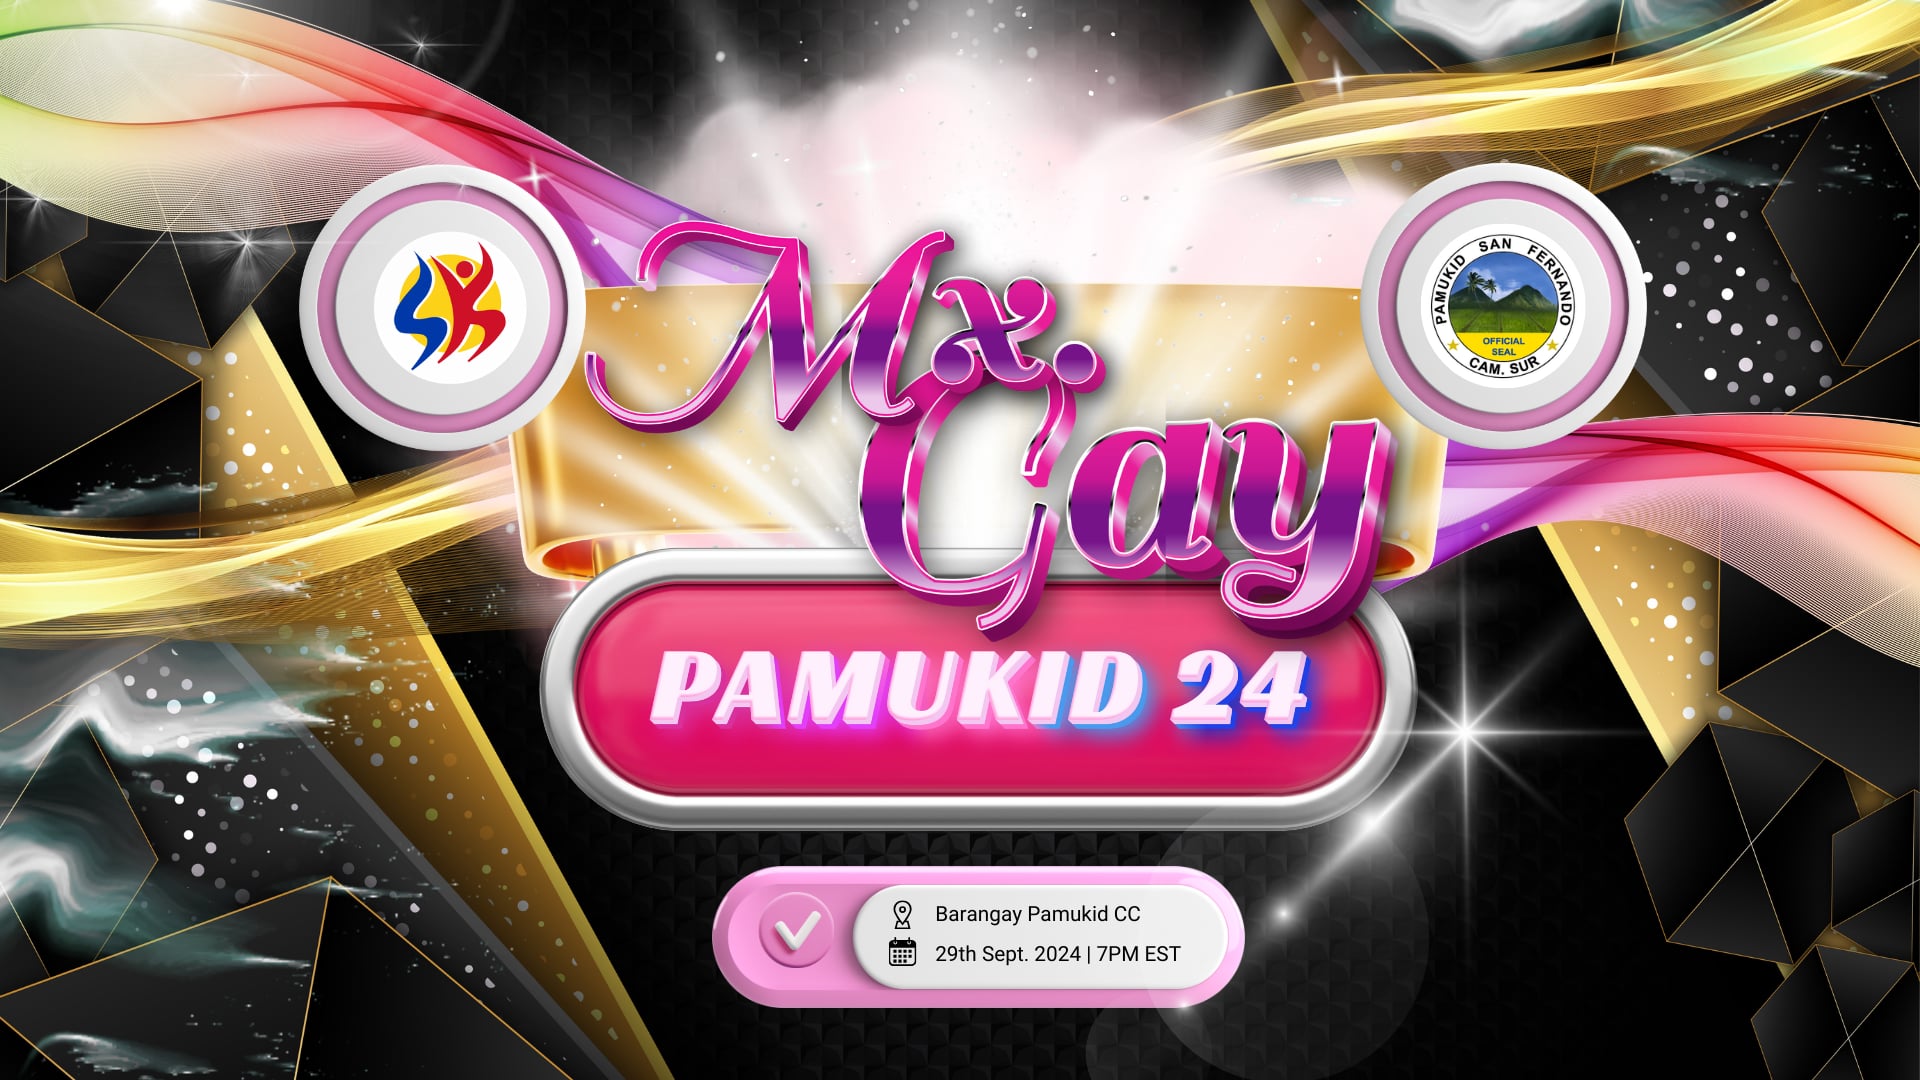 Mx.
Gay
SK
PAMUKID SAN FERNANDO
OFFICIAL
SEAL
CAM. SUR
PAMUKID 24
Barangay Pamukid CC
29th Sept. 2024 | 7PM EST